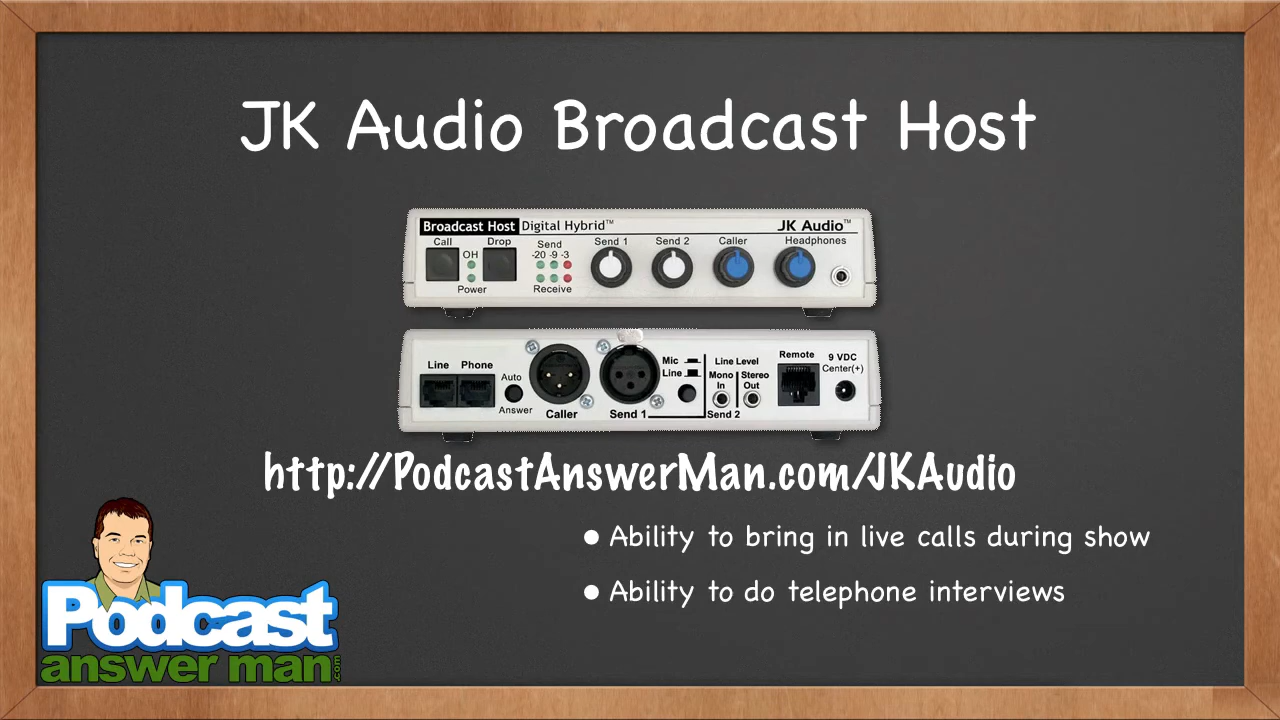 JK Audio Broadcast Host
Broadcast Host Digital Hybrid™ JK Audio™
Call Drop Send Send 1 Send 2 Caller Headphones
OH -20 -9 -3
Power Receive
Line Phone Auto Answer Caller Send 1 Mic Line Line Level Remote 9 VDC
Mono In Stereo Out Center(+)
Send 2
http://PodcastAnswerMan.com/JKAudio
• Ability to bring in live calls during show
• Ability to do telephone interviews
Podcast
answer man .com